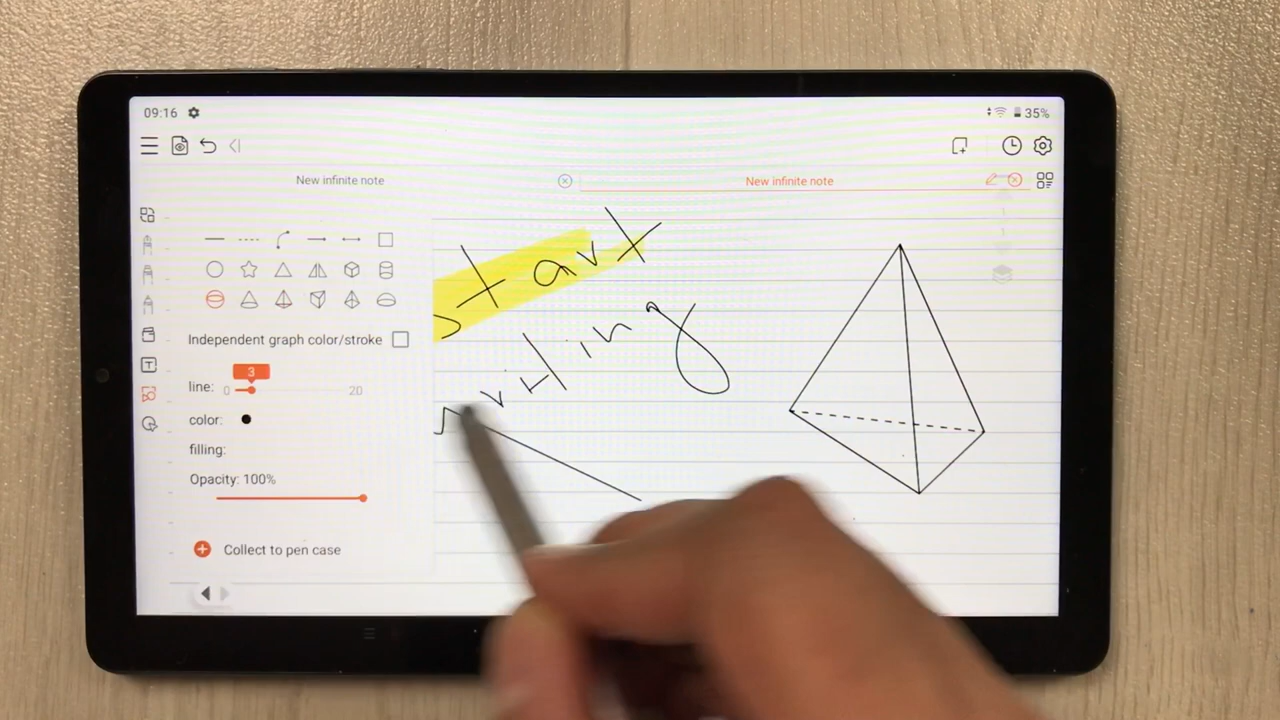 09:16
35%
New infinite note
New infinite note
start
Independent graph color/stroke
3
line: 0 20
color:
filling:
Opacity: 100%
Collect to pen case